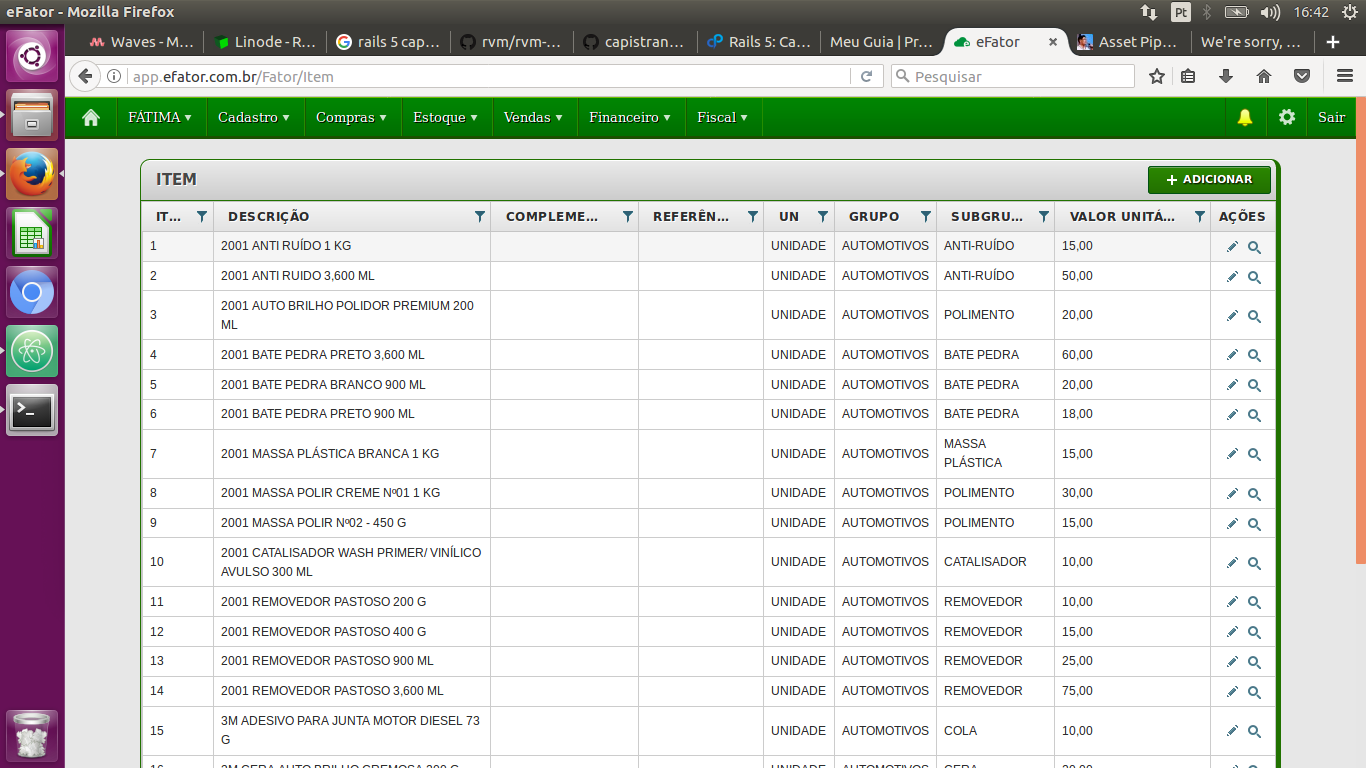 eFator - Mozilla Firefox
Pt
16:42
Waves - M...
Linode - R...
rails 5 cap...
rvm/rvm-...
capistran...
Rails 5: Ca...
Meu Guia | Pr...
eFator
Asset Pip...
We're sorry, ...
app.efator.com.br/Fator/Item
Pesquisar
FÁTIMA Cadastro Compras Estoque Vendas Financeiro Fiscal Sair
ITEM
ADICIONAR
IT... DESCRIÇÃO COMPLEME... REFERÊN... UN GRUPO SUBGRU... VALOR UNITÁ... AÇÕES
1 2001 ANTI RUÍDO 1 KG UNIDADE AUTOMOTIVOS ANTI-RUÍDO 15,00
2 2001 ANTI RUIDO 3,600 ML UNIDADE AUTOMOTIVOS ANTI-RUÍDO 50,00
3 2001 AUTO BRILHO POLIDOR PREMIUM 200
ML UNIDADE AUTOMOTIVOS POLIMENTO 20,00
4 2001 BATE PEDRA PRETO 3,600 ML UNIDADE AUTOMOTIVOS BATE PEDRA 60,00
5 2001 BATE PEDRA BRANCO 900 ML UNIDADE AUTOMOTIVOS BATE PEDRA 20,00
6 2001 BATE PEDRA PRETO 900 ML UNIDADE AUTOMOTIVOS BATE PEDRA 18,00
7 2001 MASSA PLÁSTICA BRANCA 1 KG UNIDADE AUTOMOTIVOS MASSA
PLÁSTICA 15,00
8 2001 MASSA POLIR CREME Nº01 1 KG UNIDADE AUTOMOTIVOS POLIMENTO 30,00
9 2001 MASSA POLIR Nº02 - 450 G UNIDADE AUTOMOTIVOS POLIMENTO 15,00
10 2001 CATALISADOR WASH PRIMER/ VINÍLICO
AVULSO 300 ML UNIDADE AUTOMOTIVOS CATALISADOR 10,00
11 2001 REMOVEDOR PASTOSO 200 G UNIDADE AUTOMOTIVOS REMOVEDOR 10,00
12 2001 REMOVEDOR PASTOSO 400 G UNIDADE AUTOMOTIVOS REMOVEDOR 15,00
13 2001 REMOVEDOR PASTOSO 900 ML UNIDADE AUTOMOTIVOS REMOVEDOR 25,00
14 2001 REMOVEDOR PASTOSO 3,600 ML UNIDADE AUTOMOTIVOS REMOVEDOR 75,00
15 3M ADESIVO PARA JUNTA MOTOR DIESEL 73
G UNIDADE AUTOMOTIVOS COLA 10,00